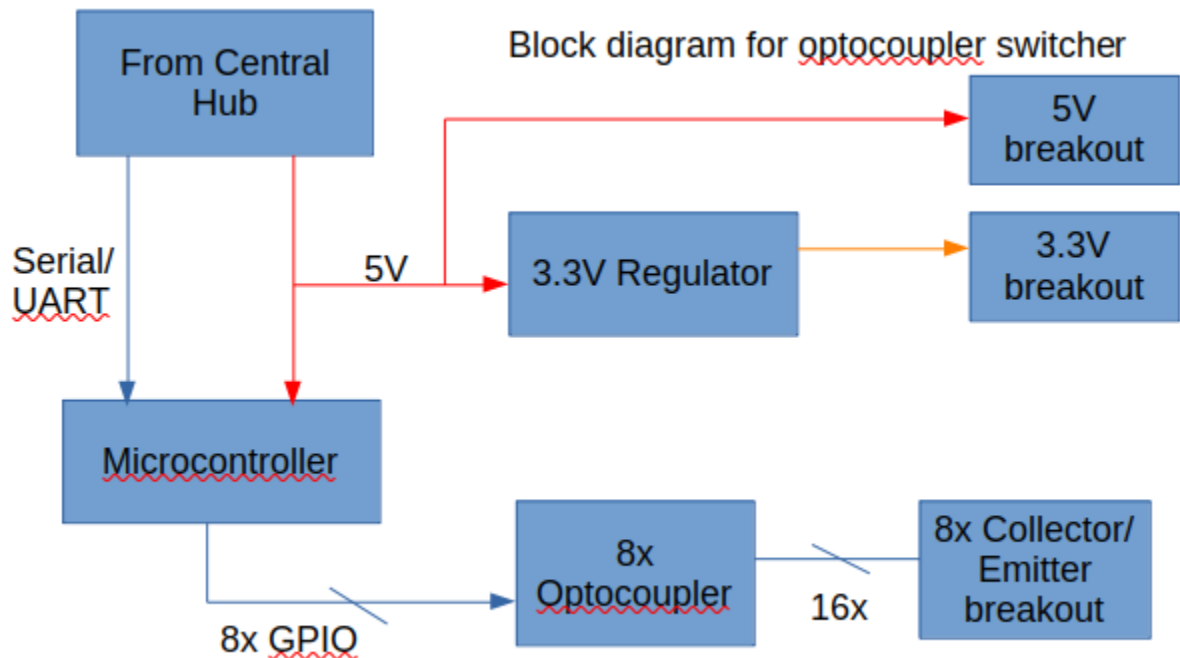 Block diagram for optocoupler switcher
From Central
Hub
5V
breakout
Serial/
UART
5V
3.3V Regulator
3.3V
breakout
Microcontroller
8x GPIO
8x
Optocoupler
16x
8x Collector/
Emitter
breakout